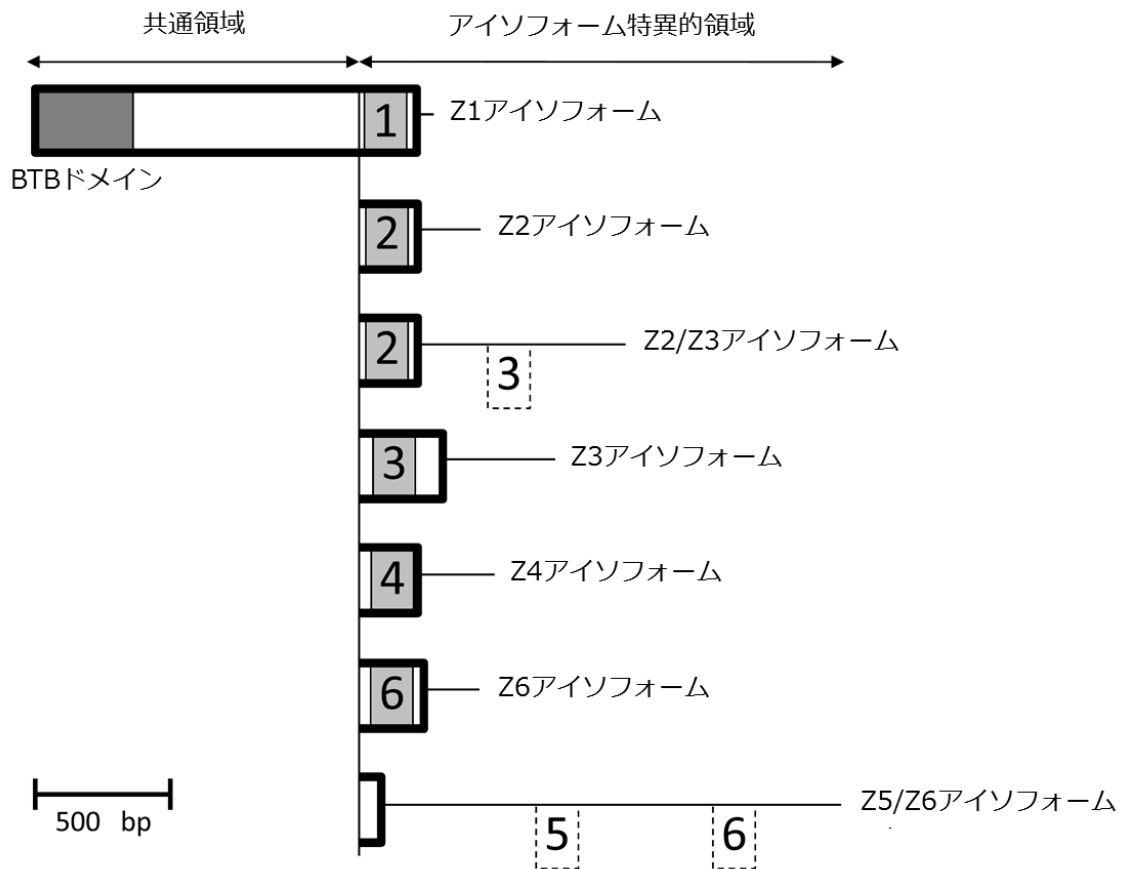 共通領域
アイソフォーム特異的領域
1
Z1アイソフォーム
BTBドメイン
2
Z2アイソフォーム
2
Z2/Z3アイソフォーム
3
3
Z3アイソフォーム
4
Z4アイソフォーム
6
Z6アイソフォーム
Z5/Z6アイソフォーム
500 bp
5
6